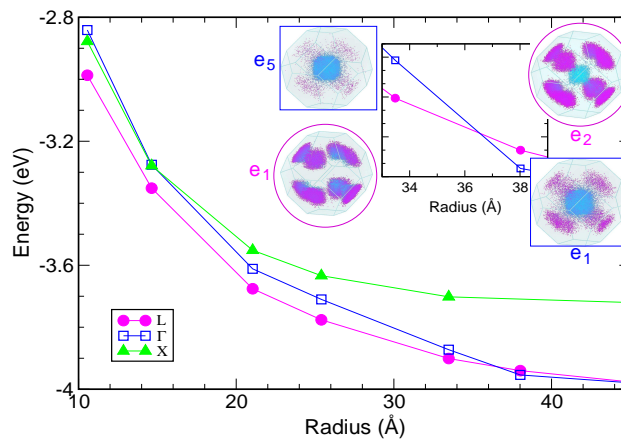 -2.8
-3.2
-3.6
-4
Energy (eV)
10
20
30
40
Radius (Å)
L
Γ
X
e5
e1
34
36
38
Radius (Å)
e2
e1